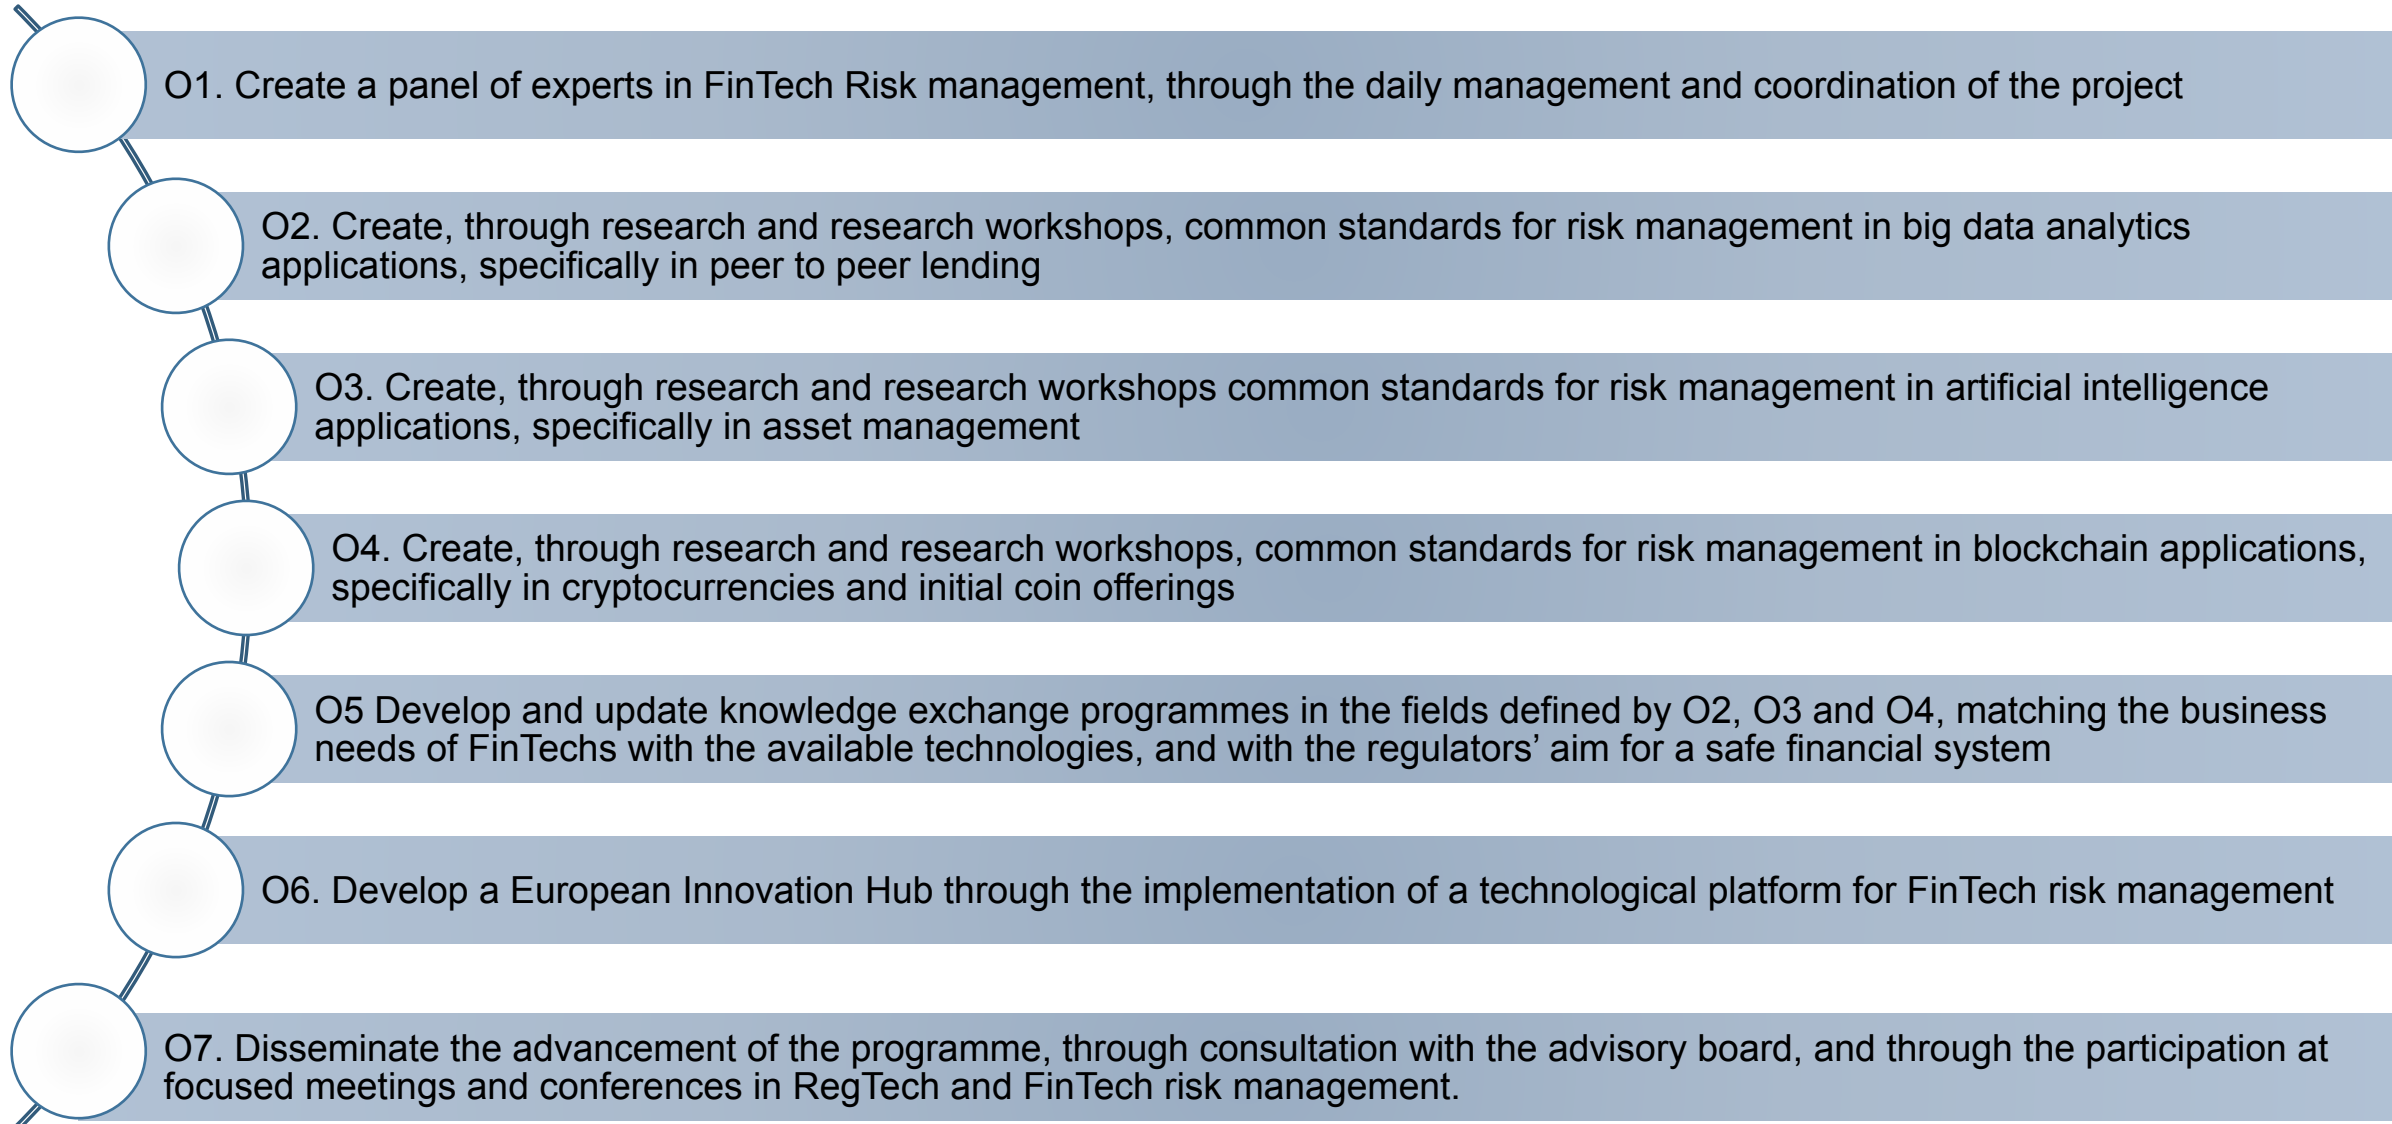 O1. Create a panel of experts in FinTech Risk management, through the daily management and coordination of the project
O2. Create, through research and research workshops, common standards for risk management in big data analytics
applications, specifically in peer to peer lending
O3. Create, through research and research workshops common standards for risk management in artificial intelligence
applications, specifically in asset management
O4. Create, through research and research workshops, common standards for risk management in blockchain applications,
specifically in cryptocurrencies and initial coin offerings
O5 Develop and update knowledge exchange programmes in the fields defined by O2, O3 and O4, matching the business
needs of FinTechs with the available technologies, and with the regulators’ aim for a safe financial system
O6. Develop a European Innovation Hub through the implementation of a technological platform for FinTech risk management
O7. Disseminate the advancement of the programme, through consultation with the advisory board, and through the participation at
focused meetings and conferences in RegTech and FinTech risk management.